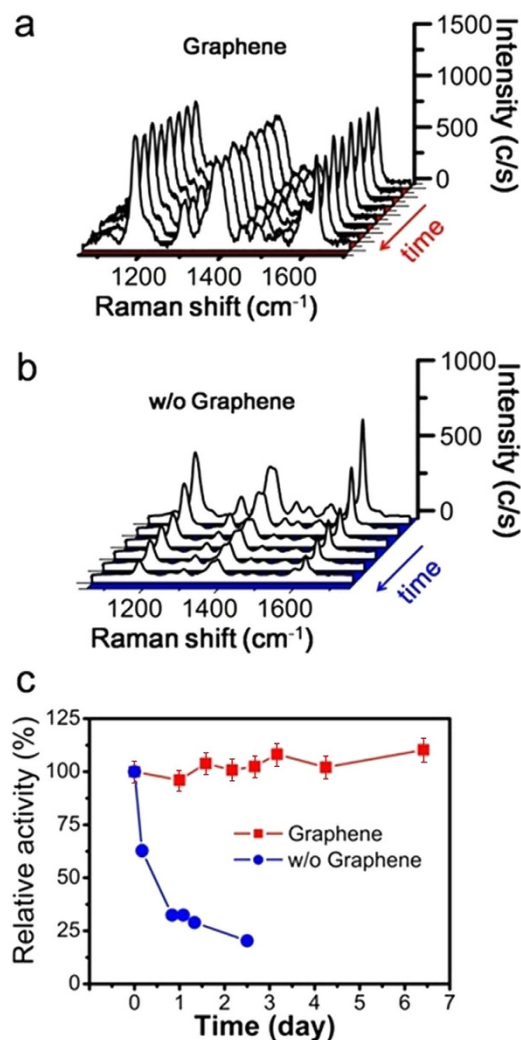 a
Graphene
1500
1000
500
0
Intensity (c/s)
time
1200 1400 1600
Raman shift (cm⁻¹)
b
w/o Graphene
1000
500
0
Intensity (c/s)
time
1200 1400 1600
Raman shift (cm⁻¹)
c
125
100
75
50
25
0
Relative activity (%)
Graphene
w/o Graphene
0 1 2 3 4 5 6 7
Time (day)